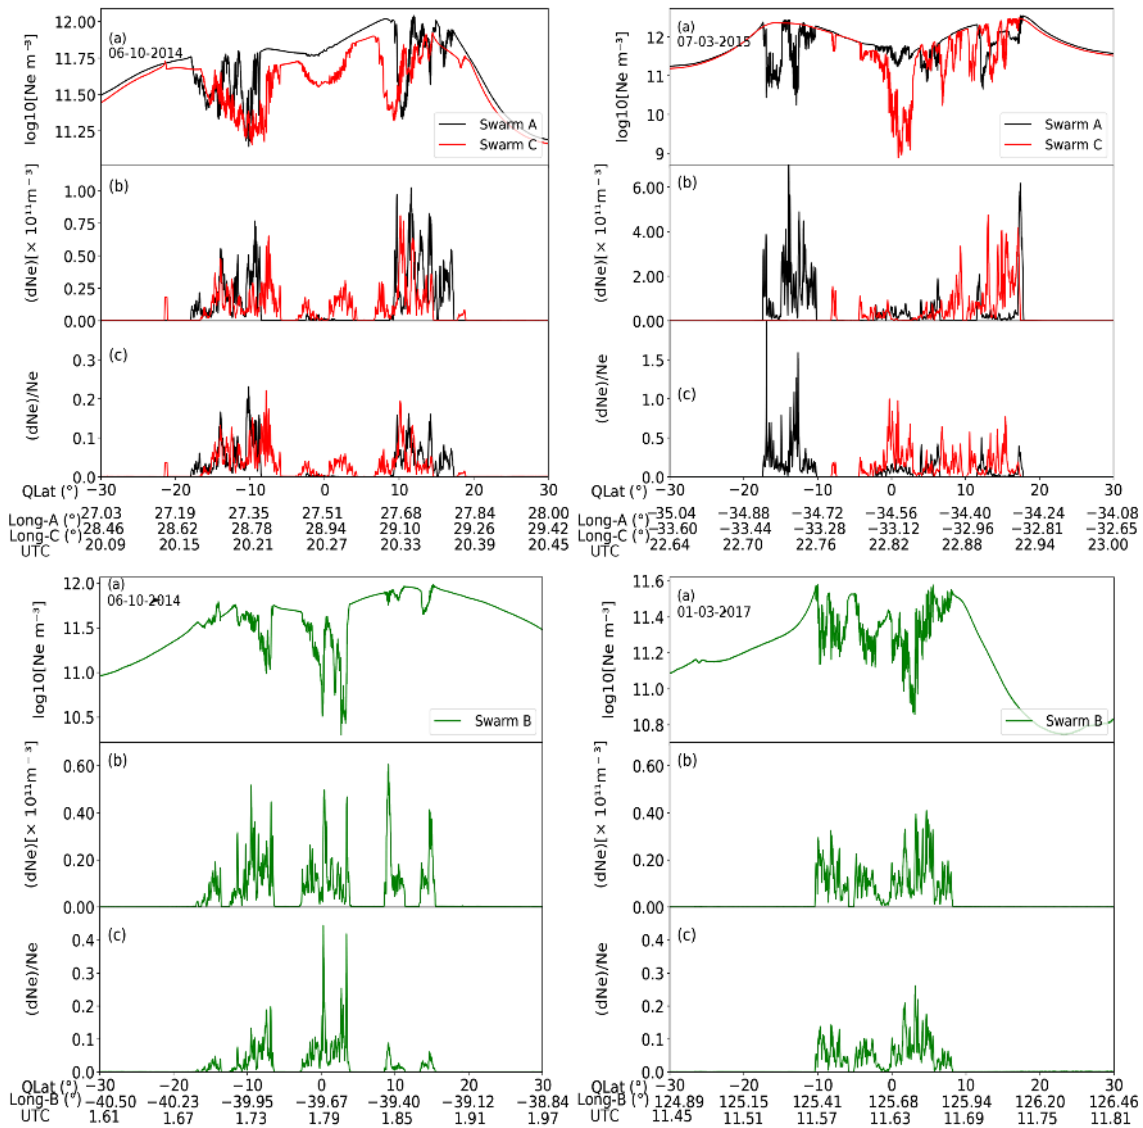 (a)
06-10-2014
log10[Ne m⁻³]
12.00
11.75
11.50
11.25
Swarm A
Swarm C
(b)
(dNe)[× 10¹¹m⁻³]
1.00
0.75
0.50
0.25
0.00
(c)
(dNe)/Ne
0.3
0.2
0.1
0.0
QLat (°) −30 −20 −10 0 10 20 30
Long-A (°) 27.03 27.19 27.35 27.51 27.68 27.84 28.00
Long-C (°) 28.46 28.62 28.78 28.94 29.10 29.26 29.42
UTC 20.09 20.15 20.21 20.27 20.33 20.39 20.45
(a)
07-03-2015
log10[Ne m⁻³]
12
11
10
9
Swarm A
Swarm C
(b)
(dNe)[× 10¹¹m⁻³]
6.00
4.00
2.00
0.00
(c)
(dNe)/Ne
1.5
1.0
0.5
0.0
QLat (°) −30 −20 −10 0 10 20 30
Long-A (°) −35.04 −34.88 −34.72 −34.56 −34.40 −34.24 −34.08
Long-C (°) −33.60 −33.44 −33.28 −33.12 −32.96 −32.81 −32.65
UTC 22.64 22.70 22.76 22.82 22.88 22.94 23.00
(a)
06-10-2014
log10[Ne m⁻³]
12.0
11.5
11.0
10.5
Swarm B
(b)
(dNe)[× 10¹¹m⁻³]
0.60
0.40
0.20
0.00
(c)
(dNe)/Ne
0.4
0.3
0.2
0.1
0.0
QLat (°) −30 −20 −10 0 10 20 30
Long-B (°) −40.50 −40.23 −39.95 −39.67 −39.40 −39.12 −38.84
UTC 1.61 1.67 1.73 1.79 1.85 1.91 1.97
(a)
01-03-2017
log10[Ne m⁻³]
11.6
11.4
11.2
11.0
10.8
Swarm B
(b)
(dNe)[× 10¹¹m⁻³]
0.60
0.40
0.20
0.00
(c)
(dNe)/Ne
0.4
0.3
0.2
0.1
0.0
QLat (°) −30 −20 −10 0 10 20 30
Long-B (°) 124.89 125.15 125.41 125.68 125.94 126.20 126.46
UTC 11.45 11.51 11.57 11.63 11.69 11.75 11.81